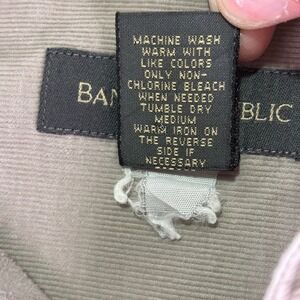 MACHINE WASH
WARM WITH
LIKE COLORS
ONLY NON-
CHLORINE BLEACH
WHEN NEEDED
TUMBLE DRY
MEDIUM
WARM IRON ON
THE REVERSE
SIDE IF
NECESSARY
BAN
BLIC